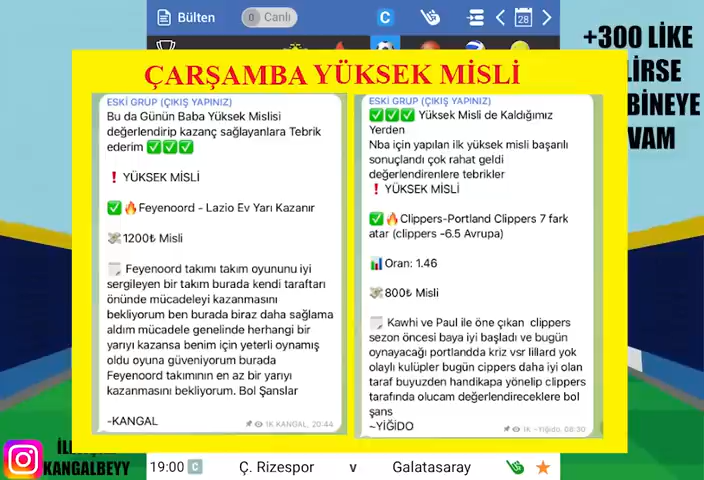 Bülten
0 Canlı
C
28
+300 LİKE
LİRSE
BİNEYE
VAM
ÇARŞAMBA YÜKSEK MİSLİ
ESKİ GRUP (ÇIKIŞ YAPINIZ)
Bu da Günün Baba Yüksek Mislisi
değerlendirip kazanç sağlayanlara Tebrik
ederim ✅✅✅
❗ YÜKSEK MİSLİ
✅🔥Feyenoord - Lazio Ev Yarı Kazanır
💸1200₺ Misli
🗒 Feyenoord takımı takım oyununu iyi
sergileyen bir takım burada kendi taraftarı
önünde mücadeleyi kazanmasını
bekliyorum ben burada biraz daha sağlama
aldım mücadele genelinde herhangi bir
yarıyı kazansa benim için yeterli oynamış
oldu oyuna güveniyorum burada
Feyenoord takımının en az bir yarıyı
kazanmasını bekliyorum. Bol Şanslar
~KANGAL
1K KANGAL, 20:44
ESKİ GRUP (ÇIKIŞ YAPINIZ)
✅✅✅ Yüksek Misli de Kaldığımız
Yerden
Nba için yapılan ilk yüksek misli başarılı
sonuçlandı çok rahat geldi
değerlendirenlere tebrikler
❗ YÜKSEK MİSLİ
✅🔥Clippers-Portland Clippers 7 fark
atar (clippers -6.5 Avrupa)
📊Oran: 1.46
💸800₺ Misli
🗒 Kawhi ve Paul ile öne çıkan clippers
sezon öncesi baya iyi başladı ve bugün
oynayacağı portlandda kriz vsr lillard yok
olaylı kulüpler bugün cippers daha iyi olan
taraf buyuzden handikapa yönelip clippers
tarafında olucam değerlendireceklere bol
şans
~YİĞİDO
1K ~Yiğido, 08:30
KANGALBEYY
19:00 C Ç. Rizespor v Galatasaray